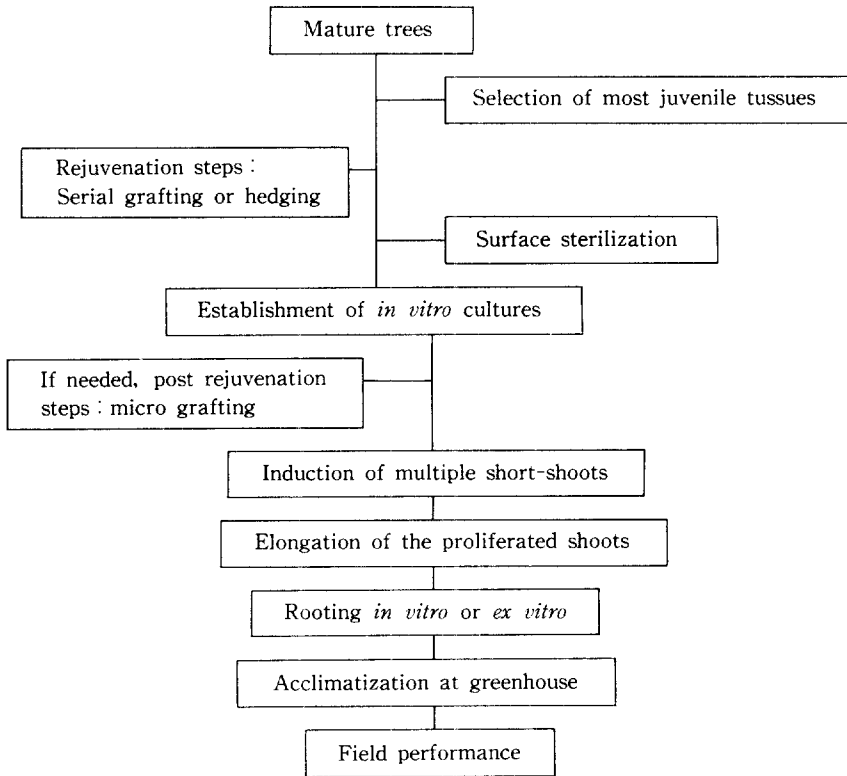 Mature trees
Selection of most juvenile tussues
Rejuvenation steps :
Serial grafting or hedging
Surface sterilization
Establishment of in vitro cultures
If needed, post rejuvenation
steps : micro grafting
Induction of multiple short-shoots
Elongation of the proliferated shoots
Rooting in vitro or ex vitro
Acclimatization at greenhouse
Field performance